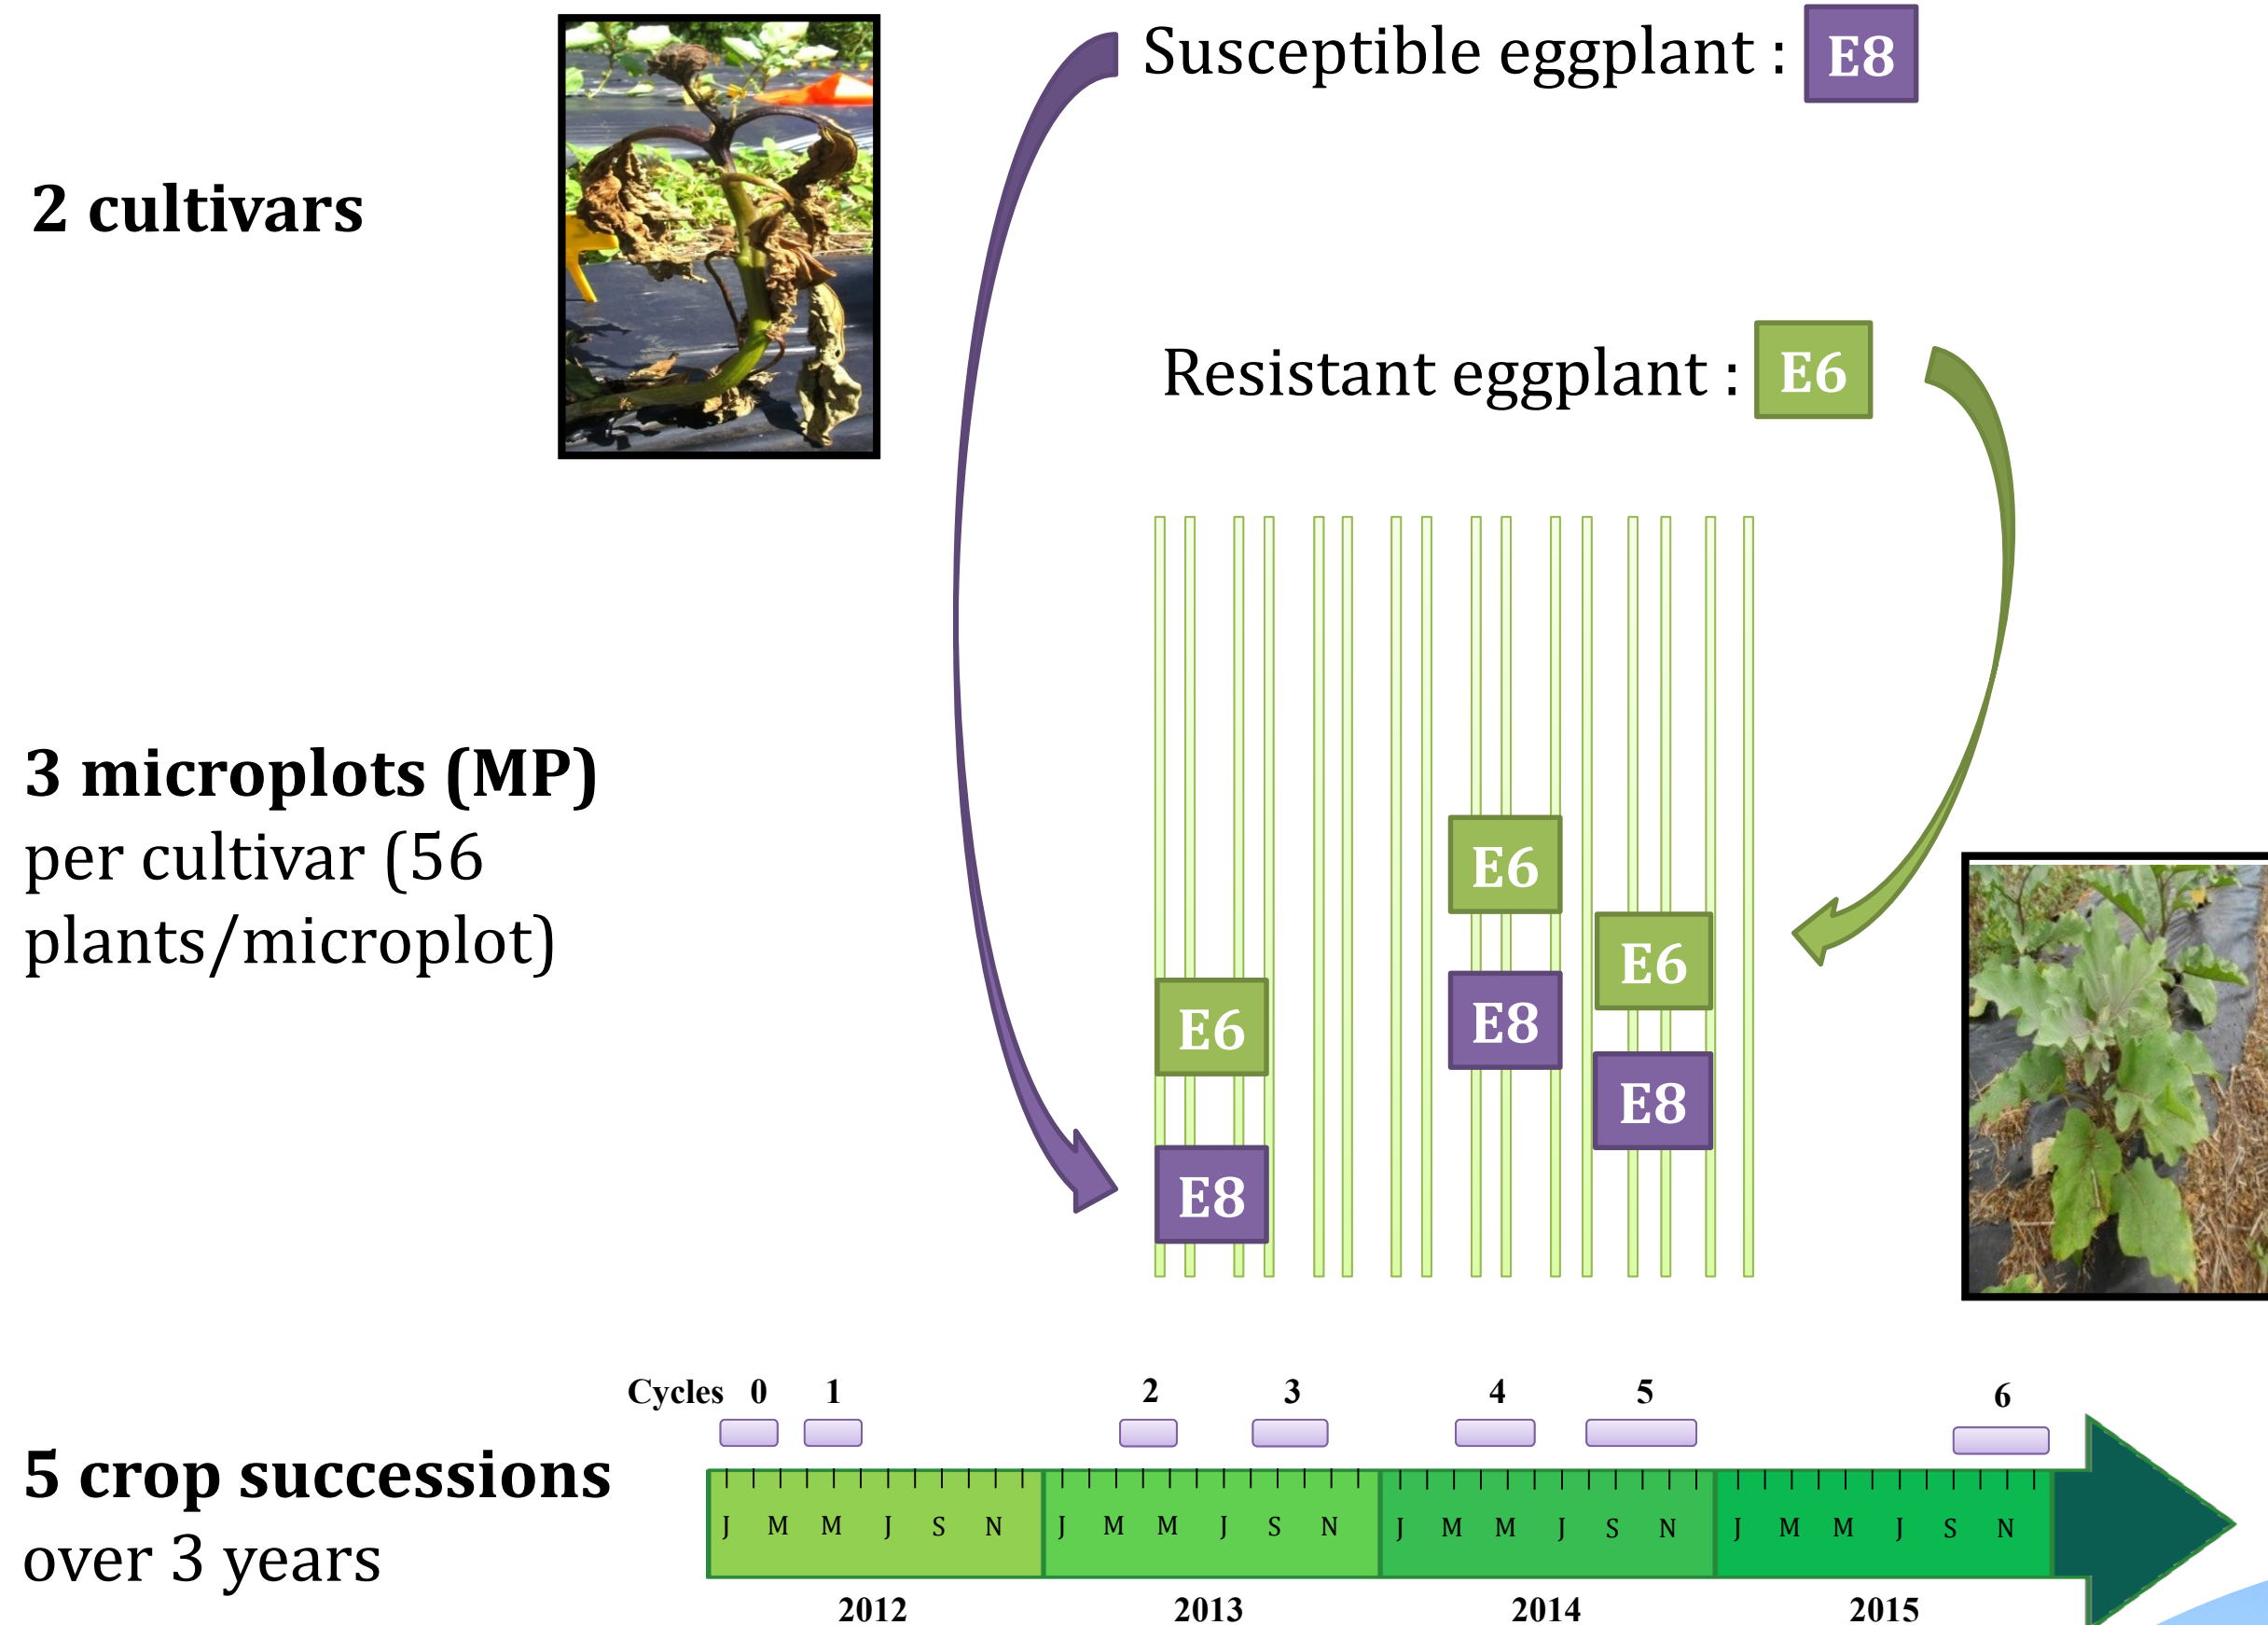 Susceptible eggplant : E8
2 cultivars
Resistant eggplant : E6
3 microplots (MP)
per cultivar (56
plants/microplot)
E6
E6
E8
E6
E8
E8
Cycles 0 1 2 3 4 5 6
5 crop successions
over 3 years
J M M J S N J M M J S N J M M J S N J M M J S N
2012 2013 2014 2015